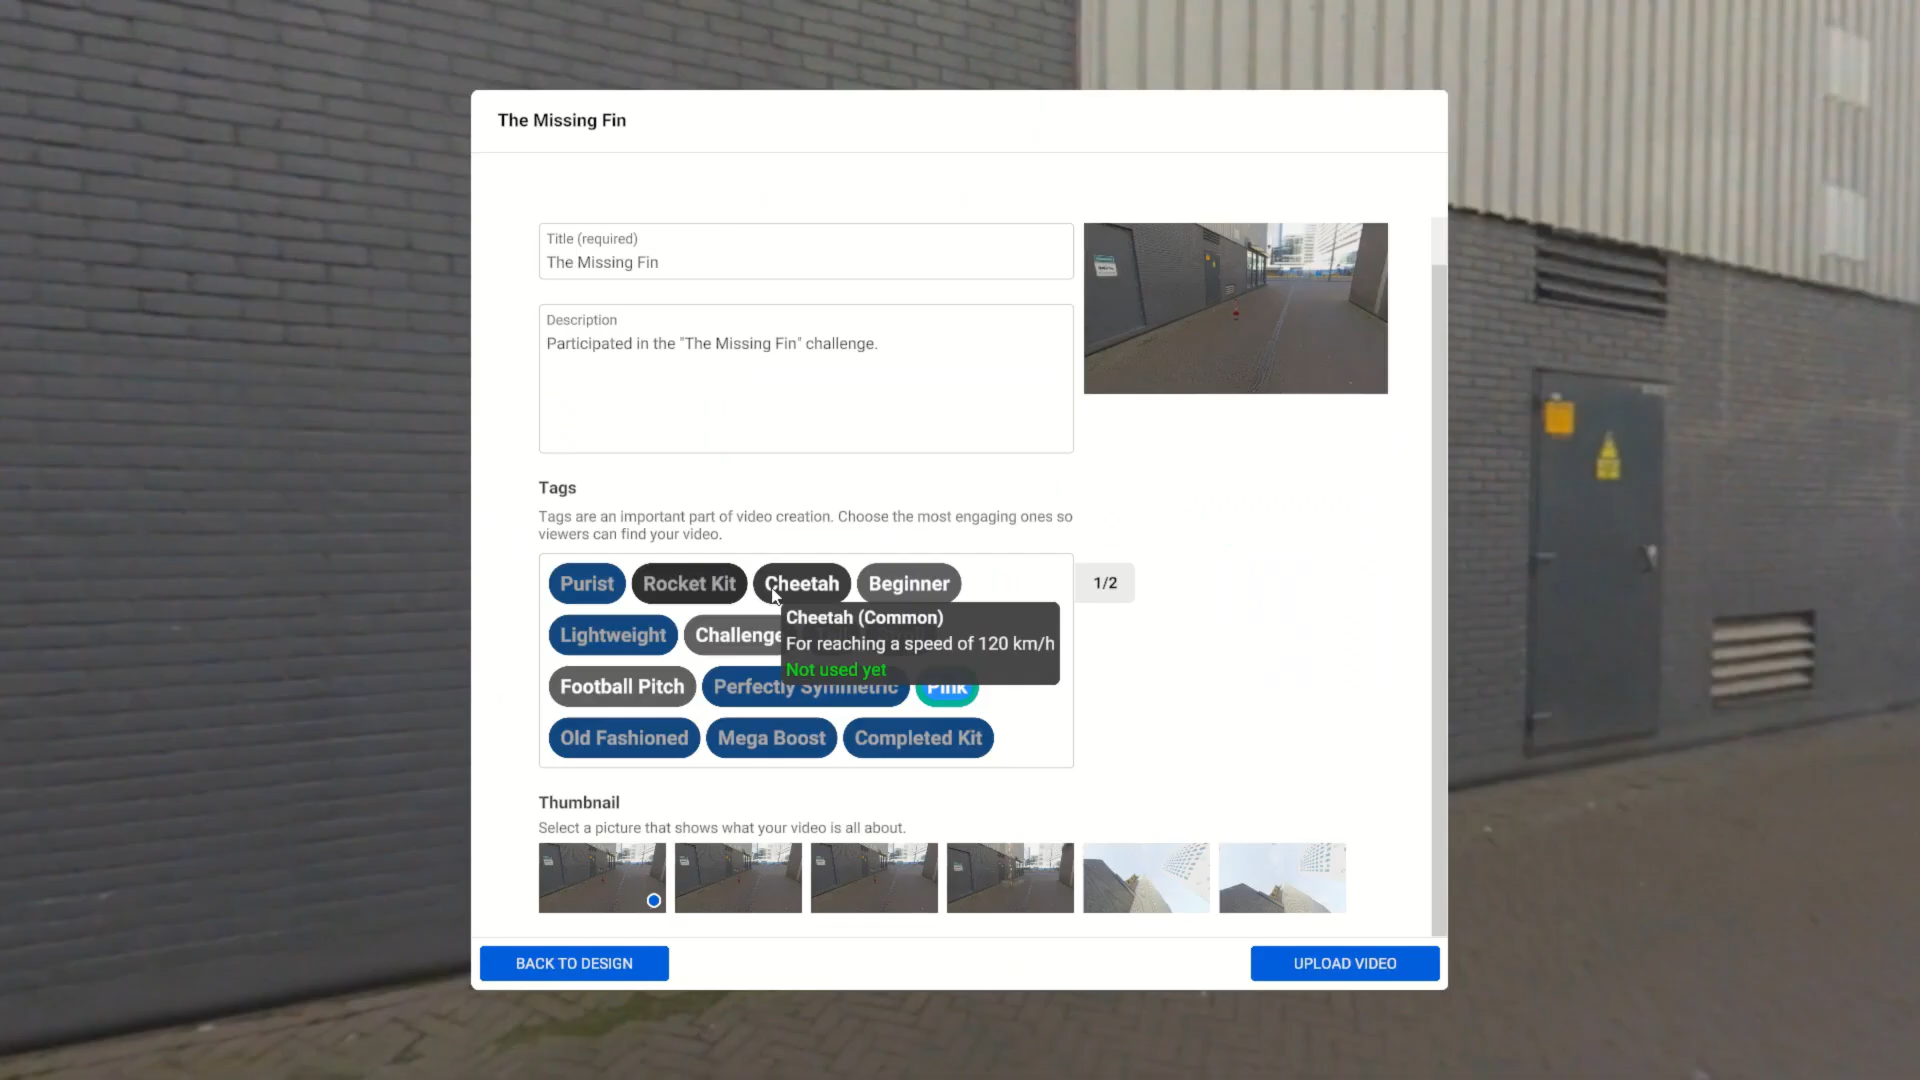 The Missing Fin
Title (required)
The Missing Fin
Description
Participated in the "The Missing Fin" challenge.
Tags
Tags are an important part of video creation. Choose the most engaging ones so
viewers can find your video.
Purist Rocket Kit Cheetah Beginner
1/2
Cheetah (Common)
For reaching a speed of 120 km/h
Not used yet
Lightweight Challenge
Football Pitch Perfectly Symmetric Pink
Old Fashioned Mega Boost Completed Kit
Thumbnail
Select a picture that shows what your video is all about.
BACK TO DESIGN
UPLOAD VIDEO